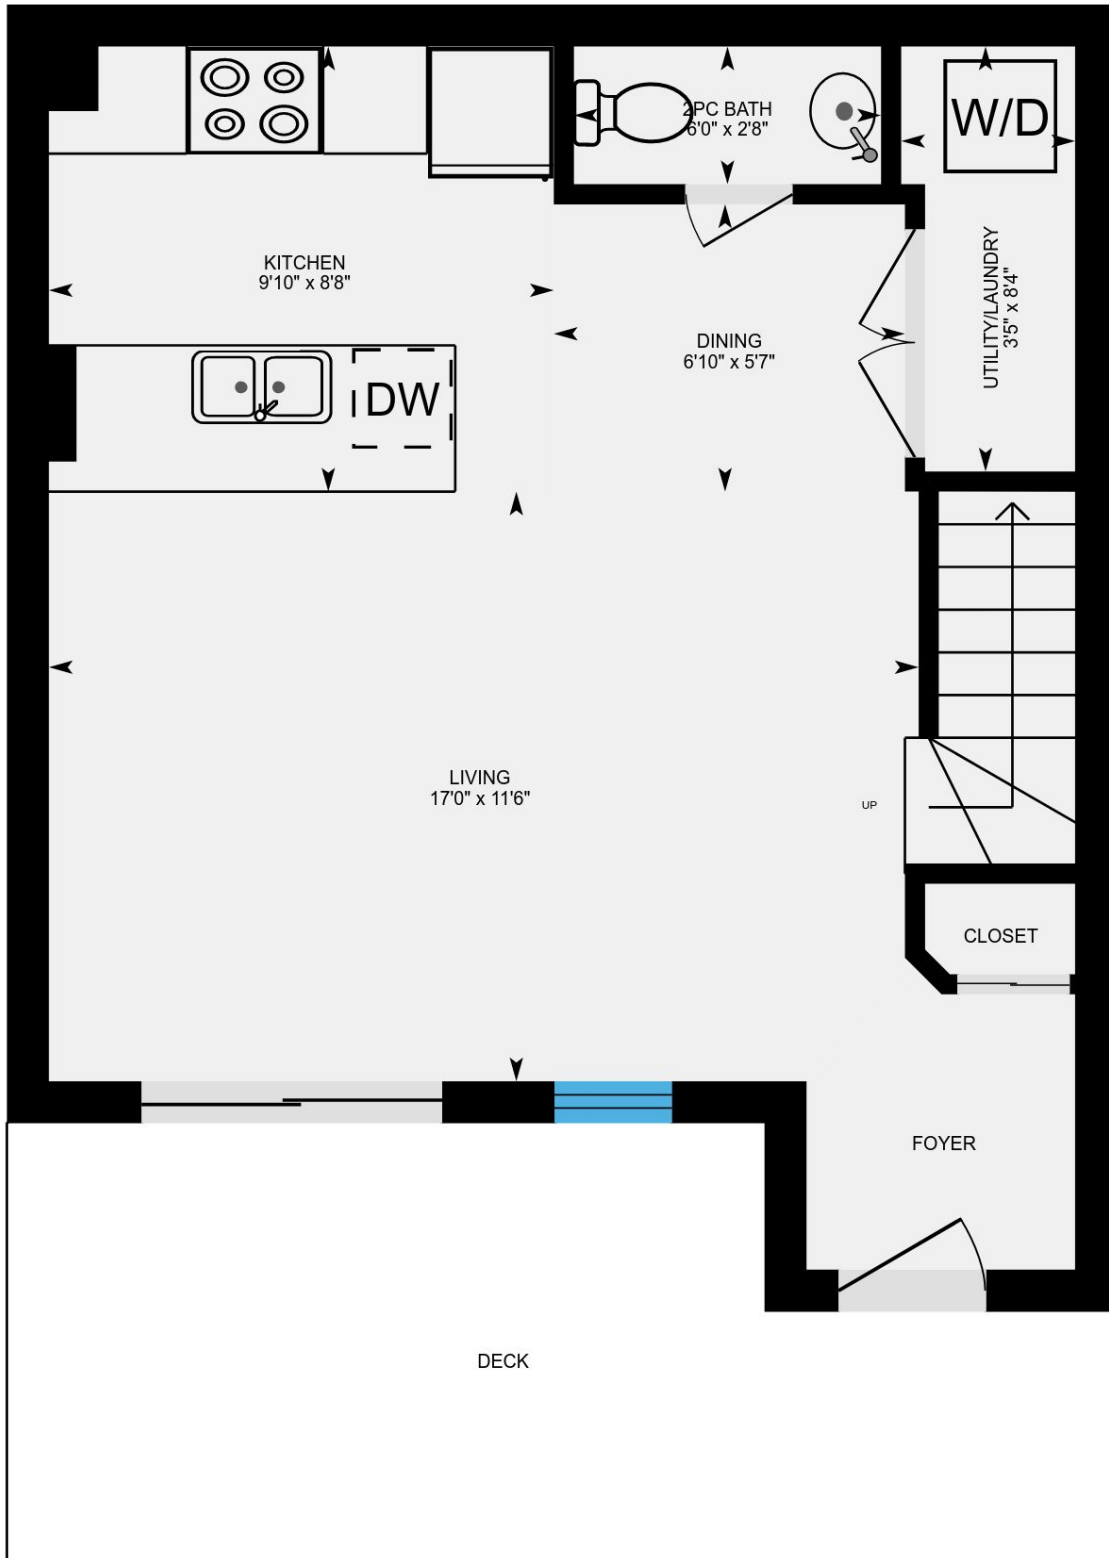 2PC BATH
6'0" x 2'8"
W/D
KITCHEN
9'10" x 8'8"
UTILITY/LAUNDRY
3'5" x 8'4"
DINING
6'10" x 5'7"
DW
LIVING
17'0" x 11'6"
UP
CLOSET
FOYER
DECK